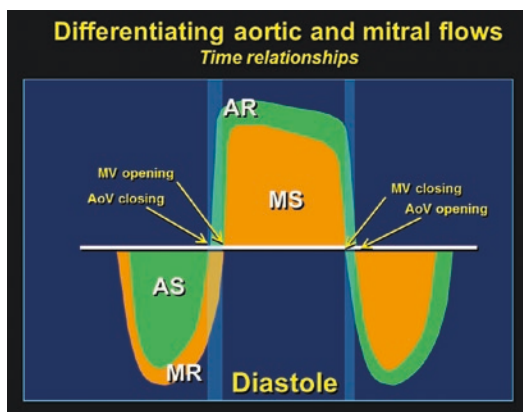 Differentiating aortic and mitral flows
Time relationships
AR
MV opening
AoV closing
MS
MV closing
AoV opening
AS
MR
Diastole